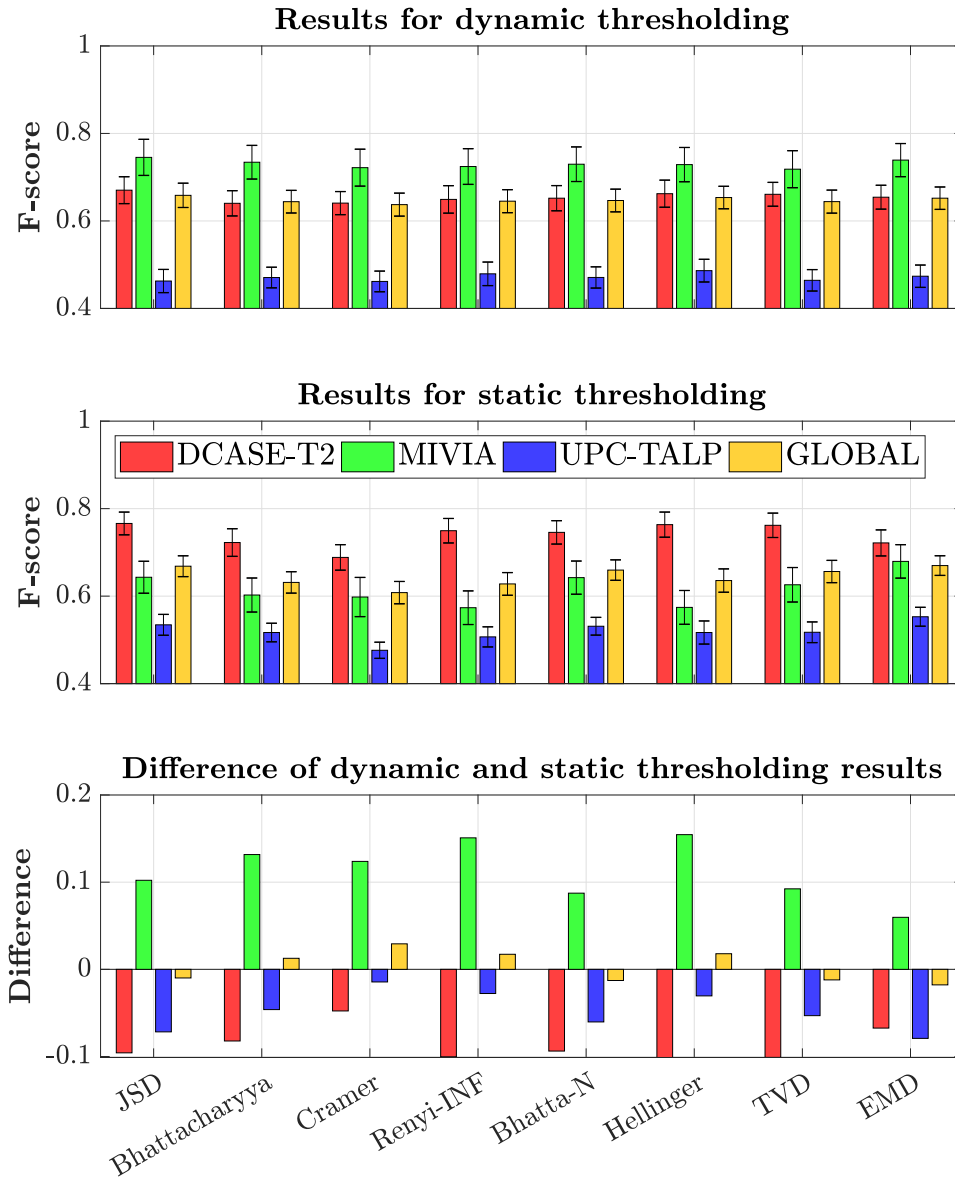 Results for dynamic thresholding
1
0.8
0.6
0.4
F-score
Results for static thresholding
1
0.8
0.6
0.4
F-score
DCASE-T2 MIVIA UPC-TALP GLOBAL
Difference of dynamic and static thresholding results
0.2
0.1
0
-0.1
Difference
JSD
Bhattacharyya
Cramer
Renyi-INF
Bhatta-N
Hellinger
TVD
EMD